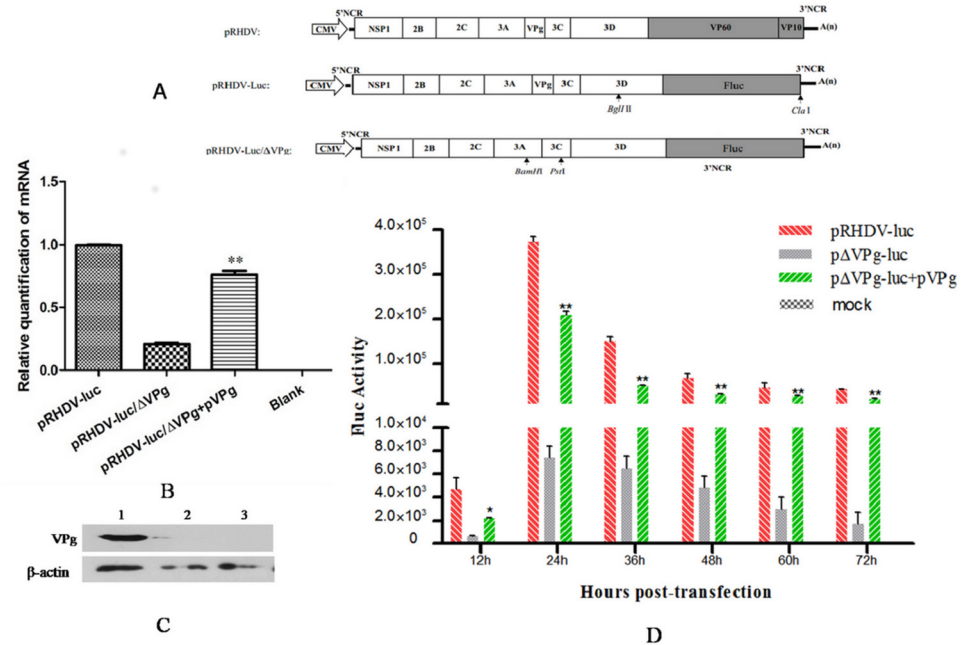 5'NCR 3'NCR
pRHDV: CMV NSP1 2B 2C 3A VPg 3C 3D VP60 VP10 A(n)
5'NCR 3'NCR
pRHDV-Luc: CMV NSP1 2B 2C 3A VPg 3C 3D Fluc A(n)
BglI II Cla I
A
5'NCR 3'NCR
pRHDV-Luc/ΔVPg: CMV NSP1 2B 2C 3A 3C 3D Fluc A(n)
BamHI PstI 3'NCR
Relative quantification of mRNA
1.5
1.0
0.5
0.0
**
pRHDV-luc
pRHDV-luc/ΔVPg
pRHDV-luc/ΔVPg+pVPg
Blank
B
1 2 3
VPg
β-actin
C
Fluc Activity
4.0×10⁵
3.0×10⁵
2.0×10⁵
1.0×10⁵
1.0×10⁴
8.0×10³
6.0×10³
4.0×10³
2.0×10³
0
* ** ** ** ** **
pRHDV-luc
pΔVPg-luc
pΔVPg-luc+pVPg
mock
12h 24h 36h 48h 60h 72h
Hours post-transfection
D